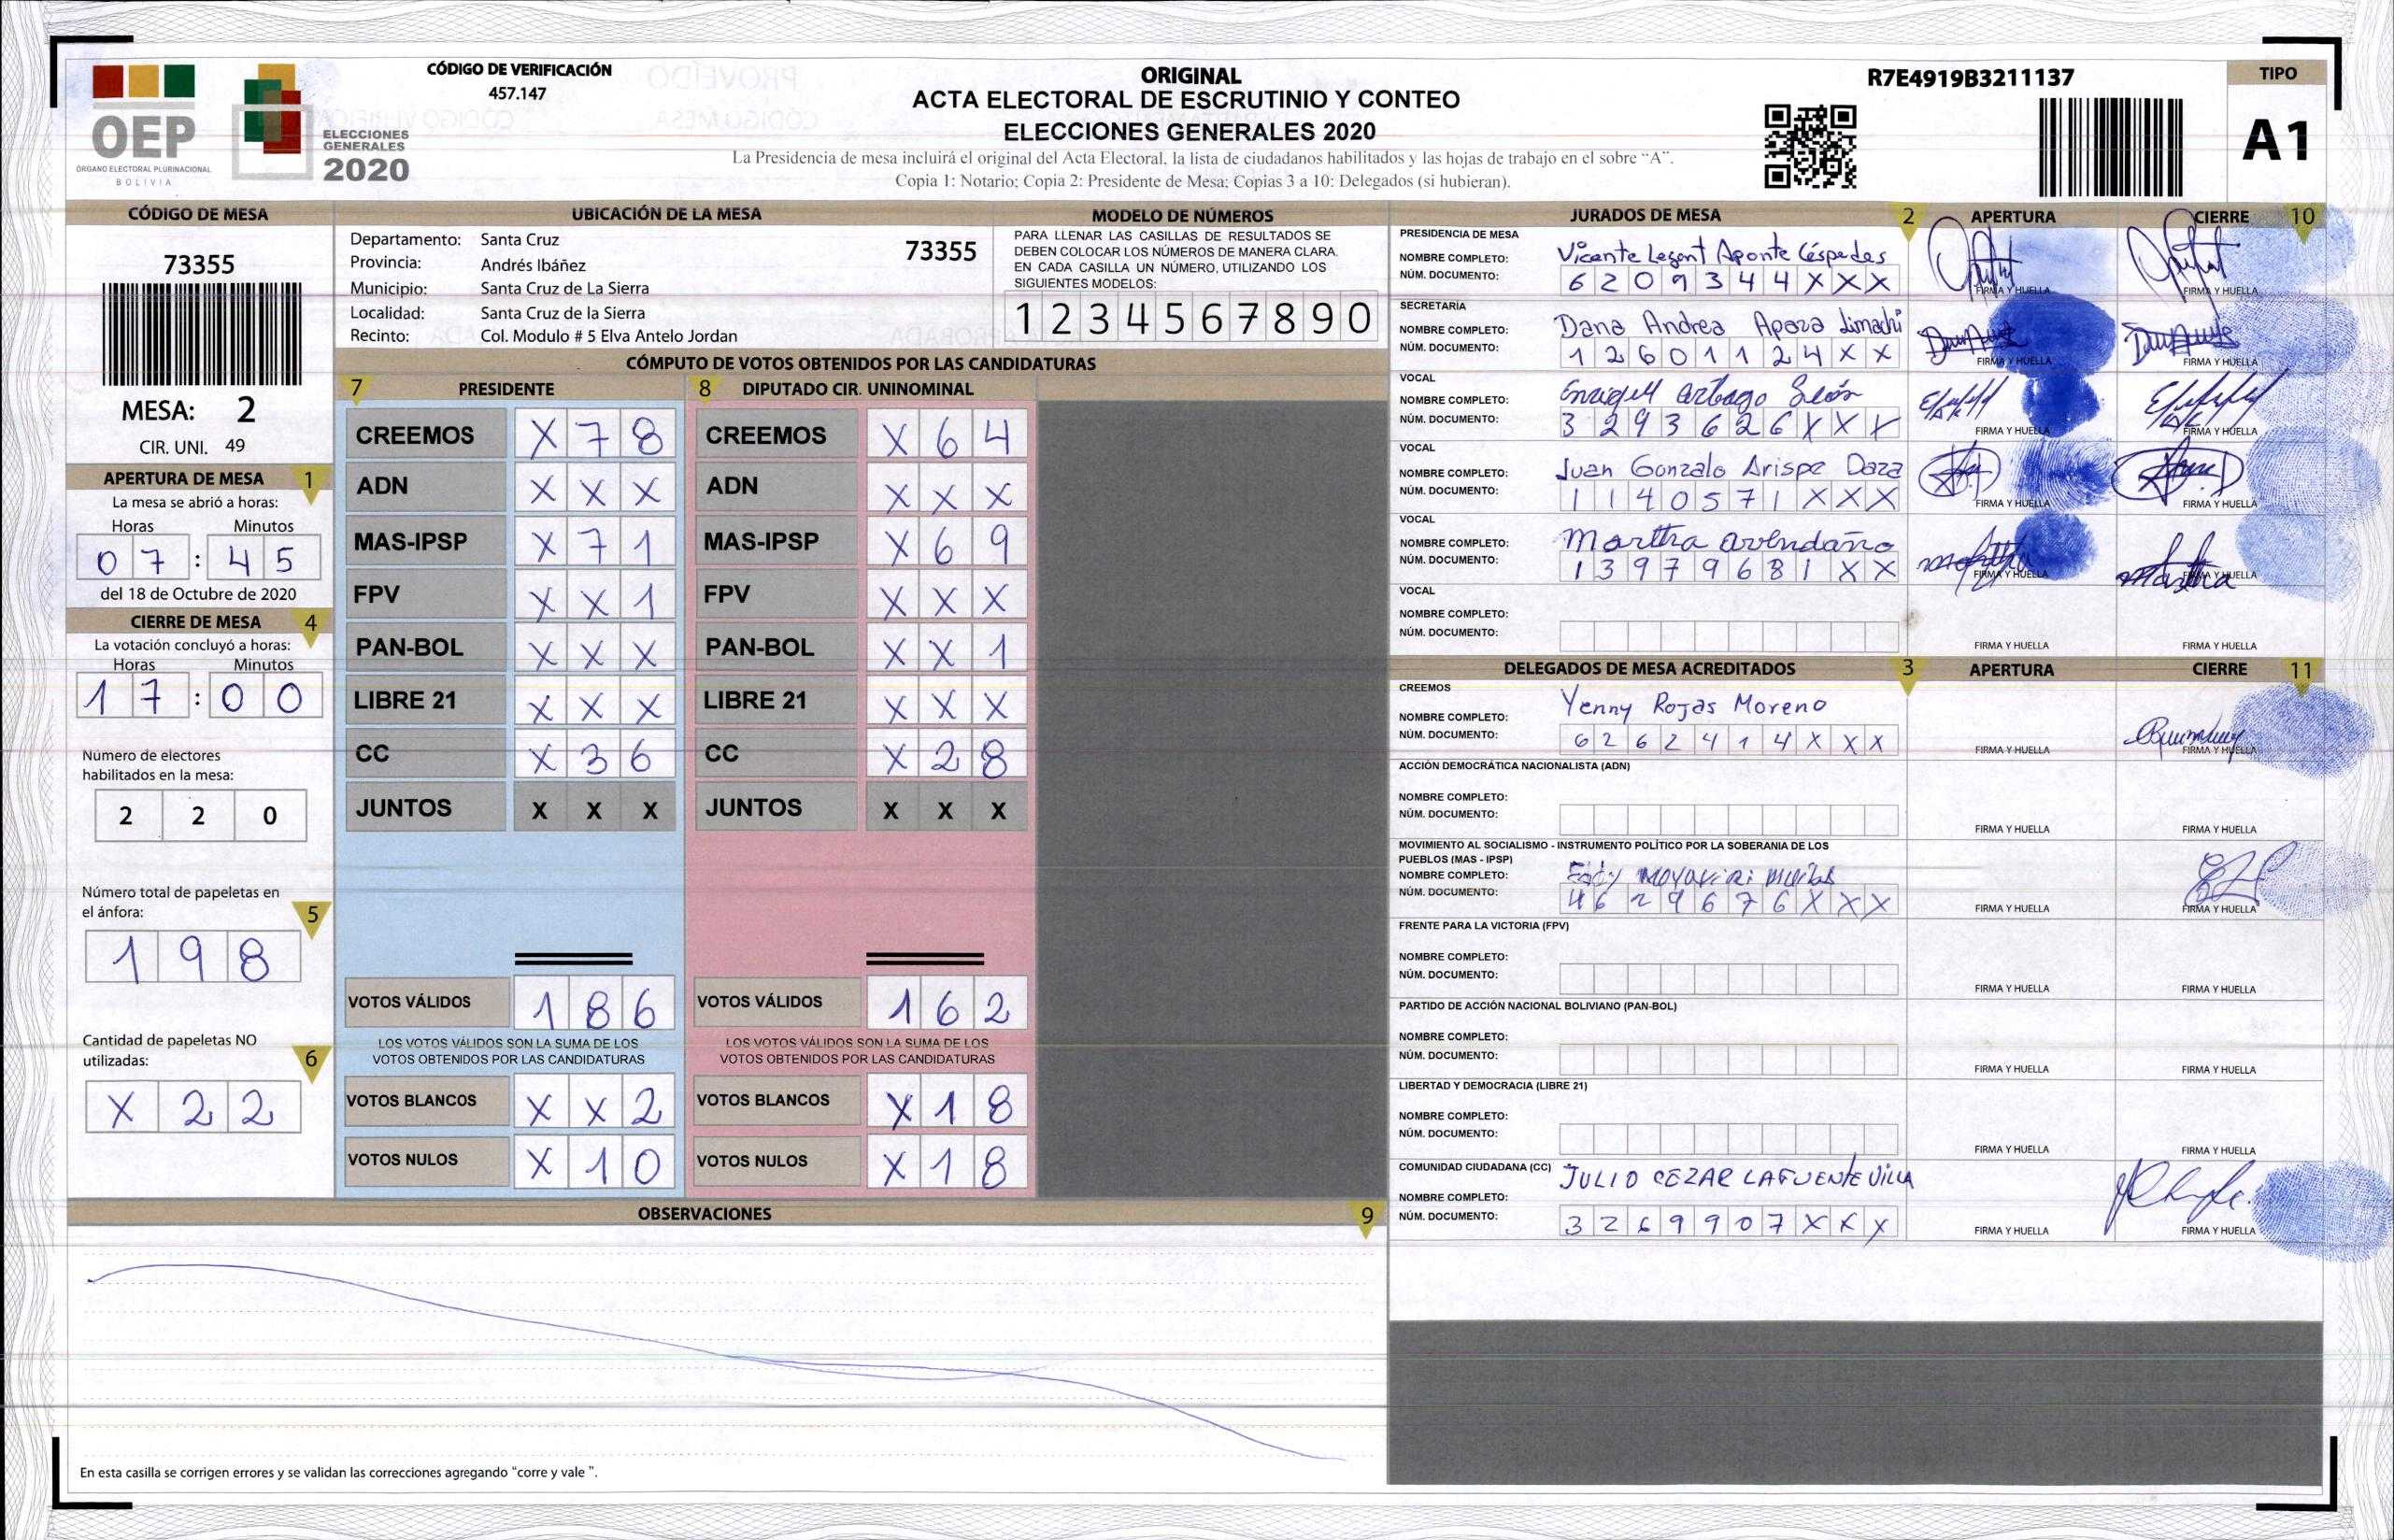 OEP
ÓRGANO ELECTORAL PLURINACIONAL
BOLIVIA
ELECCIONES
GENERALES
2020
CÓDIGO DE VERIFICACIÓN
457.147
ORIGINAL
ACTA ELECTORAL DE ESCRUTINIO Y CONTEO
ELECCIONES GENERALES 2020
La Presidencia de mesa incluirá el original del Acta Electoral, la lista de ciudadanos habilitados y las hojas de trabajo en el sobre “A”.
Copia 1: Notario; Copia 2: Presidente de Mesa; Copias 3 a 10: Delegados (si hubieran).
R7E4919B3211137
TIPO
A1
CÓDIGO DE MESA
73355
MESA: 2
CIR. UNI. 49
APERTURA DE MESA 1
La mesa se abrió a horas:
Horas Minutos
07 : 45
del 18 de Octubre de 2020
CIERRE DE MESA 4
La votación concluyó a horas:
Horas Minutos
17 : 00
Número de electores
habilitados en la mesa:
2 2 0
Número total de papeletas en
el ánfora: 5
1 9 8
Cantidad de papeletas NO
utilizadas: 6
X 2 2
UBICACIÓN DE LA MESA
Departamento: Santa Cruz 73355
Provincia: Andrés Ibáñez
Municipio: Santa Cruz de La Sierra
Localidad: Santa Cruz de la Sierra
Recinto: Col. Modulo # 5 Elva Antelo Jordan
MODELO DE NÚMEROS
PARA LLENAR LAS CASILLAS DE RESULTADOS SE
DEBEN COLOCAR LOS NÚMEROS DE MANERA CLARA.
EN CADA CASILLA UN NÚMERO, UTILIZANDO LOS
SIGUIENTES MODELOS:
1 2 3 4 5 6 7 8 9 0
CÓMPUTO DE VOTOS OBTENIDOS POR LAS CANDIDATURAS
7 PRESIDENTE 8 DIPUTADO CIR. UNINOMINAL
CREEMOS X 7 8 CREEMOS X 6 4
ADN X X X ADN X X X
MAS-IPSP X 7 1 MAS-IPSP X 6 9
FPV X X 1 FPV X X X
PAN-BOL X X X PAN-BOL X X 1
LIBRE 21 X X X LIBRE 21 X X X
CC X 3 6 CC X 2 8
JUNTOS X X X JUNTOS X X X
VOTOS VÁLIDOS 1 8 6 VOTOS VÁLIDOS 1 6 2
LOS VOTOS VÁLIDOS SON LA SUMA DE LOS LOS VOTOS VÁLIDOS SON LA SUMA DE LOS
VOTOS OBTENIDOS POR LAS CANDIDATURAS VOTOS OBTENIDOS POR LAS CANDIDATURAS
VOTOS BLANCOS X X 2 VOTOS BLANCOS X 1 8
VOTOS NULOS X 1 0 VOTOS NULOS X 1 8
OBSERVACIONES 9
En esta casilla se corrigen errores y se validan las correcciones agregando “corre y vale ”.
JURADOS DE MESA 2 APERTURA CIERRE 10
PRESIDENCIA DE MESA
NOMBRE COMPLETO: Vicente Legent Aponte Céspedes
NÚM. DOCUMENTO: 6 2 0 9 3 4 4 X X X FIRMA Y HUELLA FIRMA Y HUELLA
SECRETARÍA
NOMBRE COMPLETO: Dana Andrea Apaza Limachi
NÚM. DOCUMENTO: 1 2 6 0 1 1 2 4 X X FIRMA Y HUELLA FIRMA Y HUELLA
VOCAL
NOMBRE COMPLETO: León
NÚM. DOCUMENTO: 3 2 9 3 6 2 6 X X X FIRMA Y HUELLA FIRMA Y HUELLA
VOCAL
NOMBRE COMPLETO: Juan Gonzalo Arispe Daza
NÚM. DOCUMENTO: 1 1 4 0 5 7 1 X X X FIRMA Y HUELLA FIRMA Y HUELLA
VOCAL
NOMBRE COMPLETO: Martha avendaño
NÚM. DOCUMENTO: 1 3 9 7 9 6 8 1 X X FIRMA Y HUELLA FIRMA Y HUELLA
VOCAL
NOMBRE COMPLETO:
NÚM. DOCUMENTO: FIRMA Y HUELLA FIRMA Y HUELLA
DELEGADOS DE MESA ACREDITADOS 3 APERTURA CIERRE 11
CREEMOS
NOMBRE COMPLETO: Yenny Rojas Moreno
NÚM. DOCUMENTO: 6 2 6 2 4 1 4 X X X FIRMA Y HUELLA FIRMA Y HUELLA
ACCIÓN DEMOCRÁTICA NACIONALISTA (ADN)
NOMBRE COMPLETO:
NÚM. DOCUMENTO: FIRMA Y HUELLA FIRMA Y HUELLA
MOVIMIENTO AL SOCIALISMO - INSTRUMENTO POLÍTICO POR LA SOBERANIA DE LOS
PUEBLOS (MAS - IPSP)
NOMBRE COMPLETO:
NÚM. DOCUMENTO: 4 6 2 9 6 7 6 X X X FIRMA Y HUELLA FIRMA Y HUELLA
FRENTE PARA LA VICTORIA (FPV)
NOMBRE COMPLETO:
NÚM. DOCUMENTO: FIRMA Y HUELLA FIRMA Y HUELLA
PARTIDO DE ACCIÓN NACIONAL BOLIVIANO (PAN-BOL)
NOMBRE COMPLETO:
NÚM. DOCUMENTO: FIRMA Y HUELLA FIRMA Y HUELLA
LIBERTAD Y DEMOCRACIA (LIBRE 21)
NOMBRE COMPLETO:
NÚM. DOCUMENTO: FIRMA Y HUELLA FIRMA Y HUELLA
COMUNIDAD CIUDADANA (CC) JULIO CEZAR LAFUENTE VILLA
NOMBRE COMPLETO:
NÚM. DOCUMENTO: 3 2 6 9 9 0 7 X X X FIRMA Y HUELLA FIRMA Y HUELLA